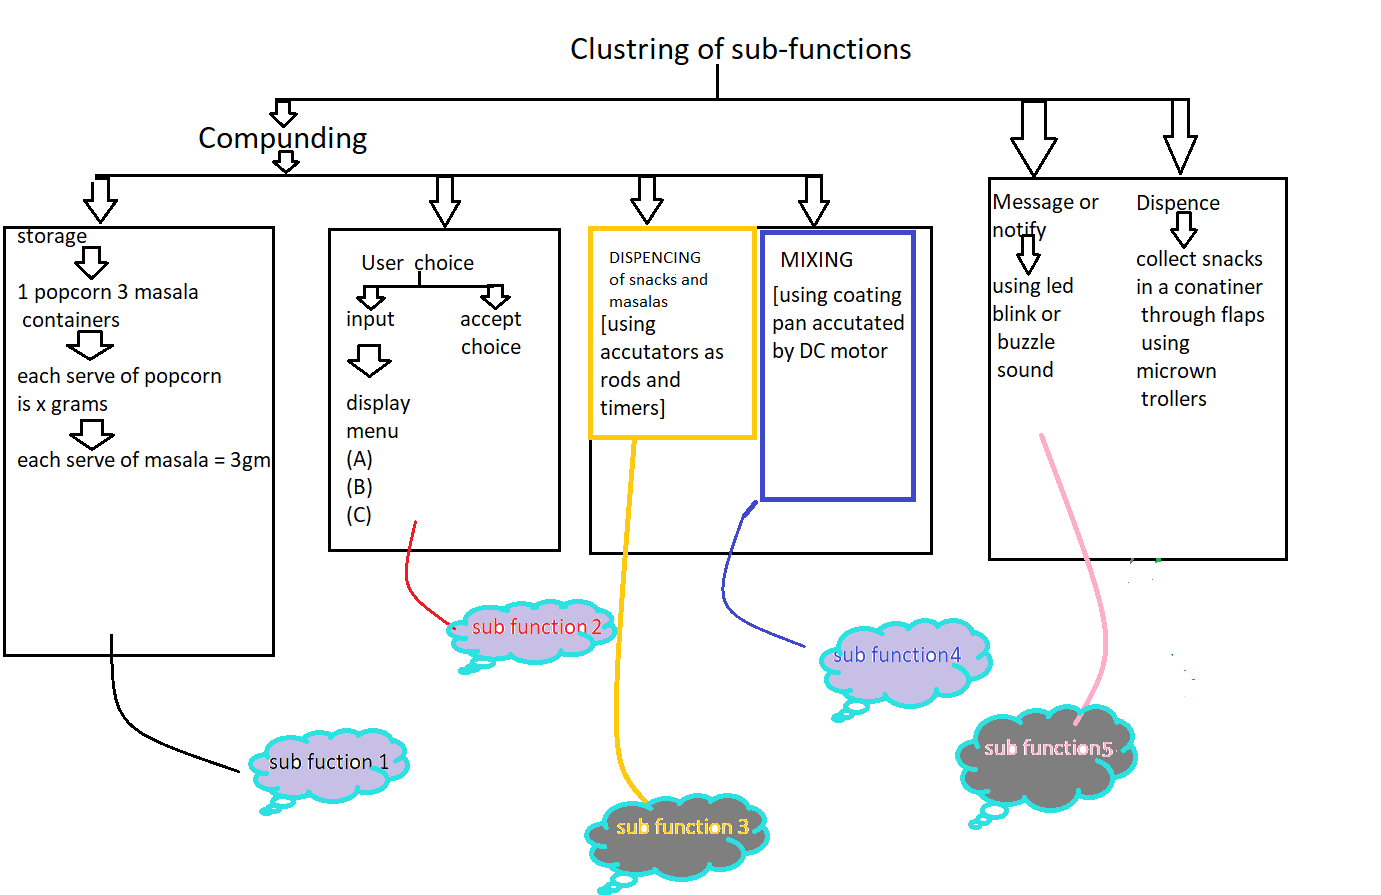 Clustring of sub-functions
Compunding
storage
1 popcorn 3 masala
containers
each serve of popcorn
is x grams
each serve of masala = 3gm
User choice
input
accept
choice
display
menu
(A)
(B)
(C)
DISPENCING
of snacks and
masalas
[using
accutators as
rods and
timers]
MIXING
[using coating
pan accutated
by DC motor
Message or
notify
using led
blink or
buzzle
sound
Dispence
collect snacks
in a conatiner
through flaps
using
micrown
trollers
sub fuction 1
sub function 2
sub function 3
sub function4
sub function5